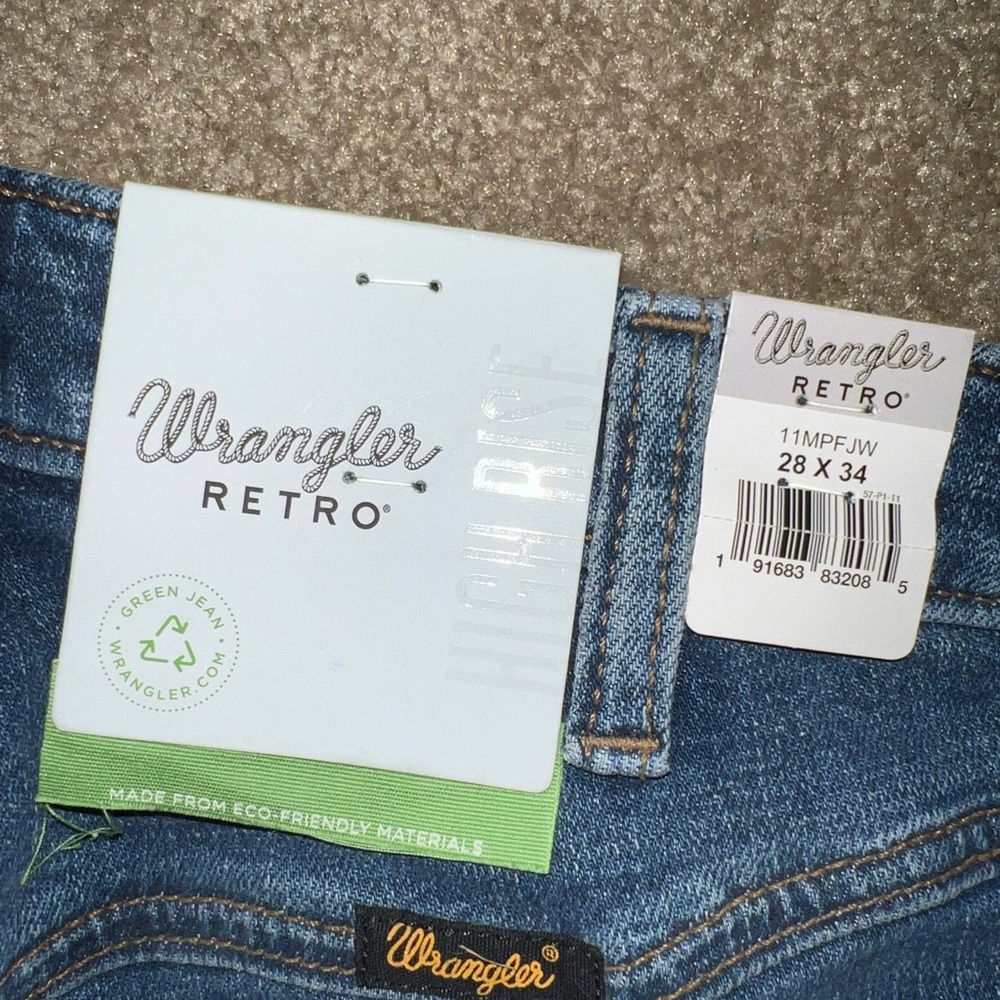 Wrangler
RETRO®
HIGH RISE
GREEN JEAN
WRANGLER.COM
MADE FROM ECO-FRIENDLY MATERIALS
Wrangler
RETRO®
11MPFJW
28 X 34
57-P1-11
1 91683 83208 5
Wrangler®